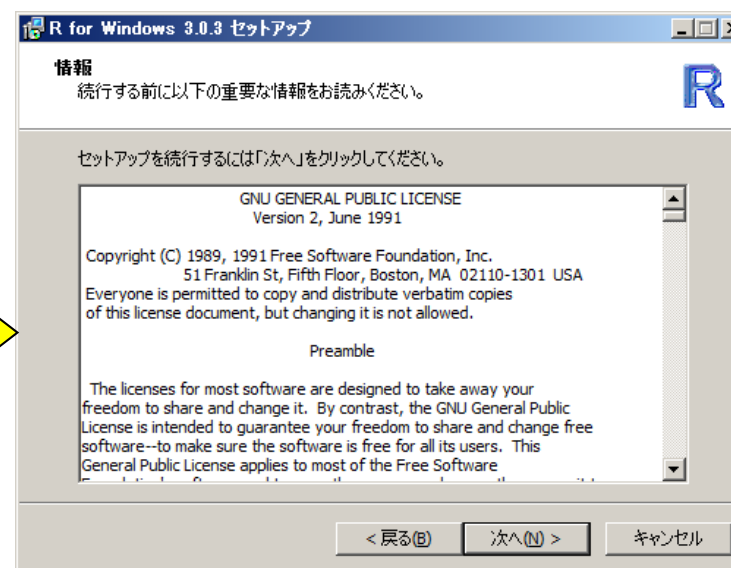 R for Windows 3.0.3 セットアップ
情報
続行する前に以下の重要な情報をお読みください。
R
セットアップを続行するには「次へ」をクリックしてください。
GNU GENERAL PUBLIC LICENSE
Version 2, June 1991
Copyright (C) 1989, 1991 Free Software Foundation, Inc.
51 Franklin St, Fifth Floor, Boston, MA 02110-1301 USA
Everyone is permitted to copy and distribute verbatim copies
of this license document, but changing it is not allowed.
Preamble
The licenses for most software are designed to take away your
freedom to share and change it. By contrast, the GNU General Public
License is intended to guarantee your freedom to share and change free
software--to make sure the software is free for all its users. This
General Public License applies to most of the Free Software
< 戻る(B)
次へ(N) >
キャンセル